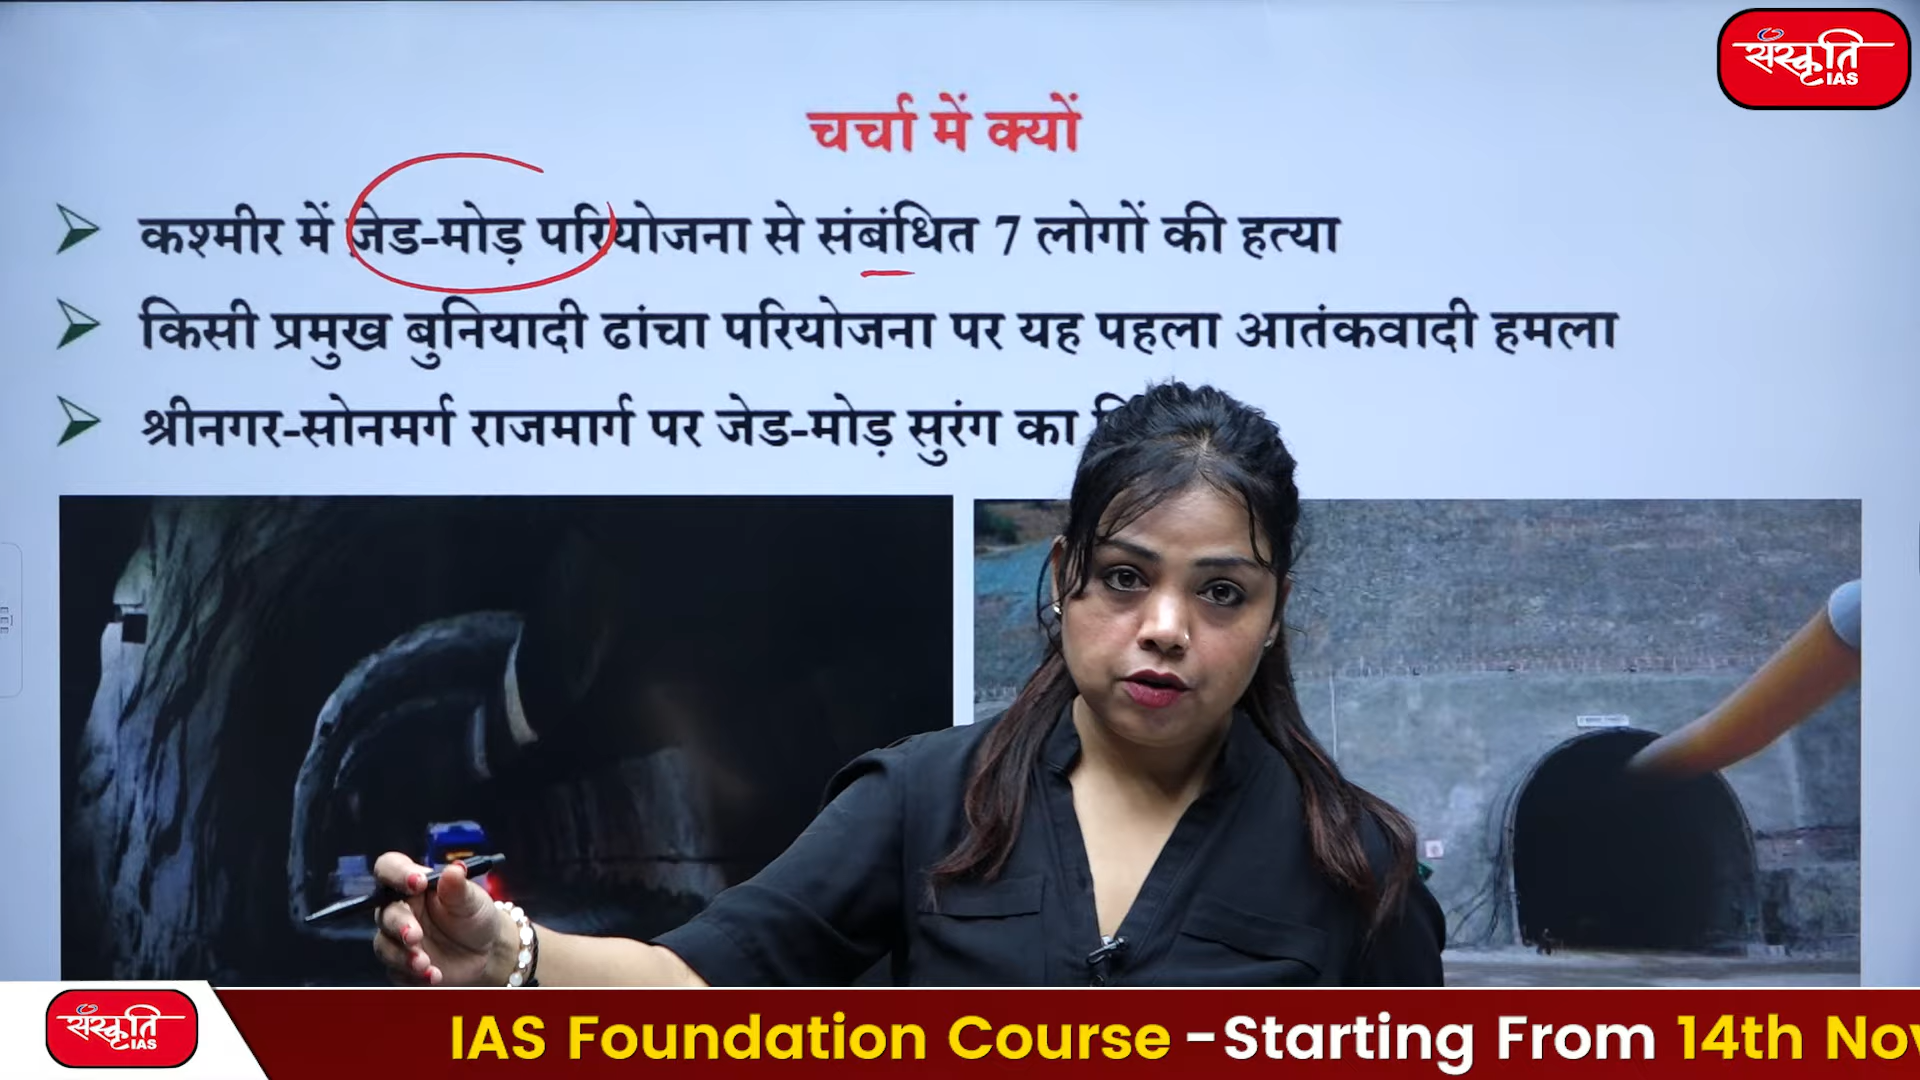 संस्कृति
IAS
चर्चा में क्यों
कश्मीर में जेड-मोड़ परियोजना से संबंधित 7 लोगों की हत्या
किसी प्रमुख बुनियादी ढांचा परियोजना पर यह पहला आतंकवादी हमला
श्रीनगर-सोनमर्ग राजमार्ग पर जेड-मोड़ सुरंग का
संस्कृति
IAS
IAS Foundation Course - Starting From 14th Nov